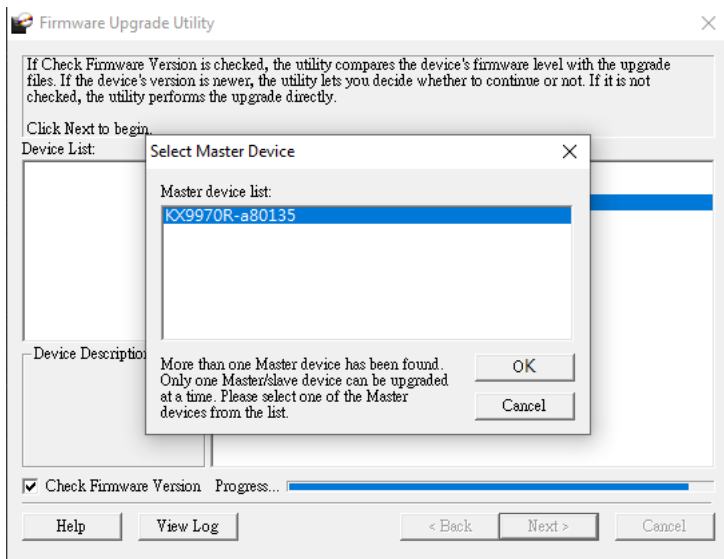 Firmware Upgrade Utility
If Check Firmware Version is checked, the utility compares the device's firmware level with the upgrade
files. If the device's version is newer, the utility lets you decide whether to continue or not. If it is not
checked, the utility performs the upgrade directly.
Click Next to begin.
Device List:
Select Master Device
Master device list:
KX9970R-a80135
Device Description
More than one Master device has been found.
Only one Master/slave device can be upgraded
at a time. Please select one of the Master
devices from the list.
OK
Cancel
Check Firmware Version Progress...
Help
View Log
< Back
Next >
Cancel